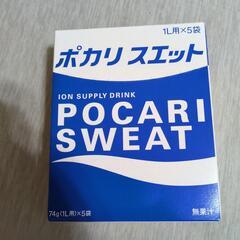 1L用×5袋
ポカリスエット
ION SUPPLY DRINK
POCARI
SWEAT
74g(1L用)×5袋
無果汁